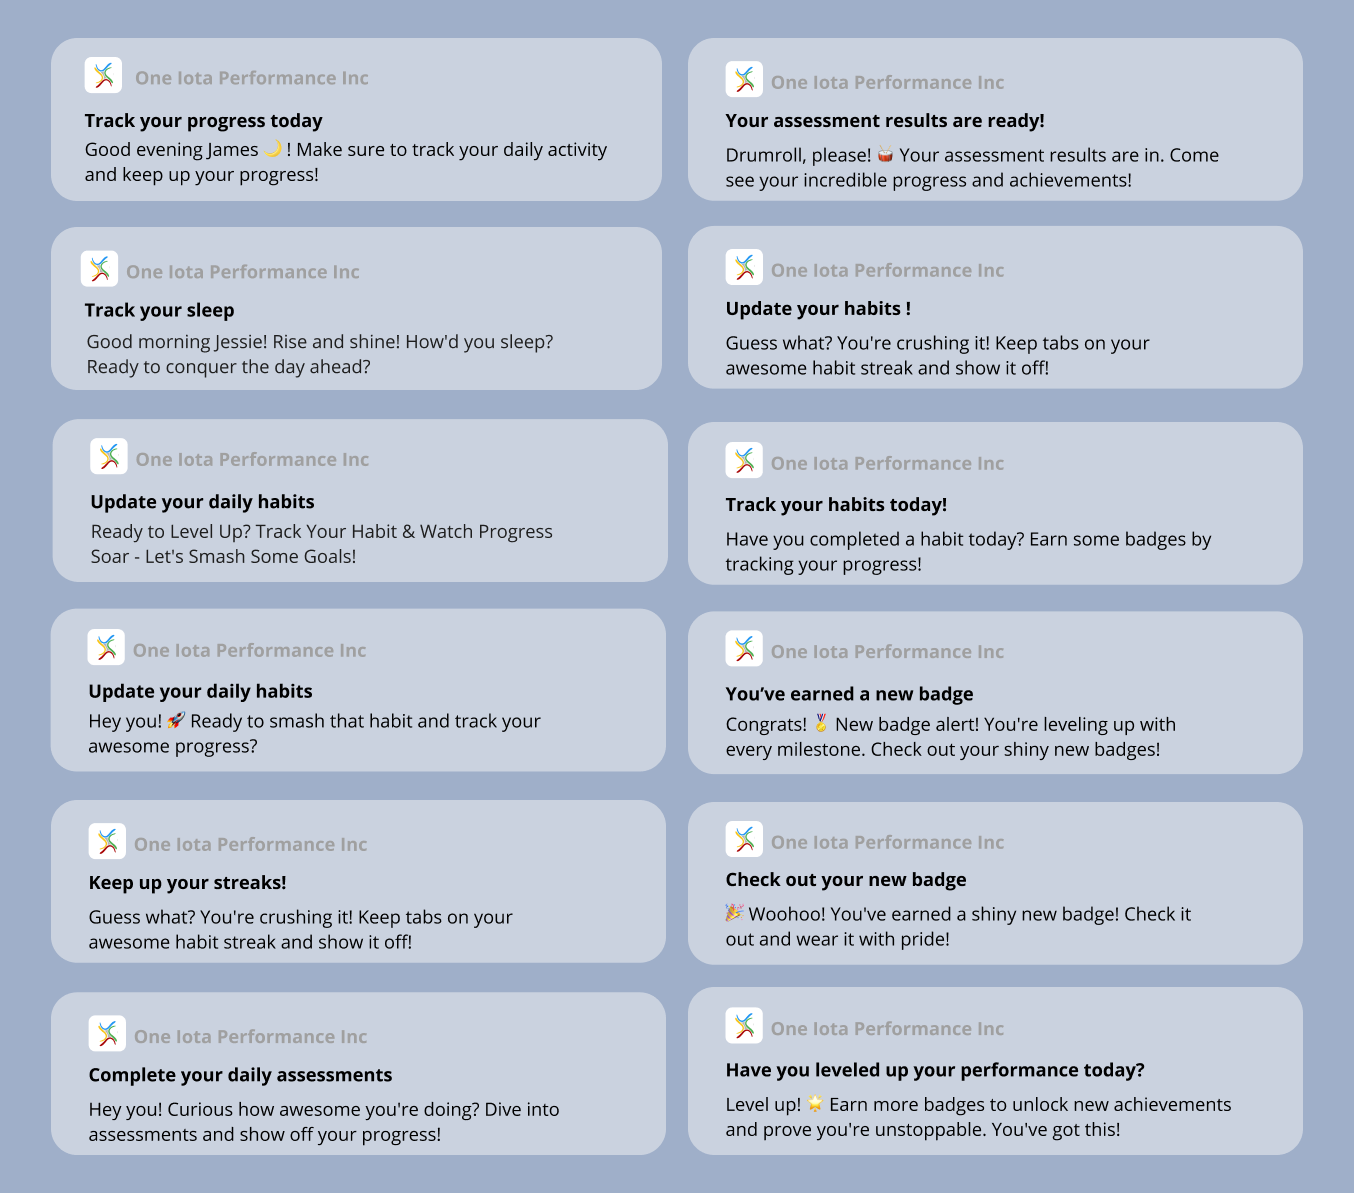 One Iota Performance Inc
Track your progress today
Good evening James 🌙 ! Make sure to track your daily activity
and keep up your progress!
One Iota Performance Inc
Your assessment results are ready!
Drumroll, please! 🥁 Your assessment results are in. Come
see your incredible progress and achievements!
One Iota Performance Inc
Track your sleep
Good morning Jessie! Rise and shine! How'd you sleep?
Ready to conquer the day ahead?
One Iota Performance Inc
Update your habits !
Guess what? You're crushing it! Keep tabs on your
awesome habit streak and show it off!
One Iota Performance Inc
Update your daily habits
Ready to Level Up? Track Your Habit & Watch Progress
Soar - Let's Smash Some Goals!
One Iota Performance Inc
Track your habits today!
Have you completed a habit today? Earn some badges by
tracking your progress!
One Iota Performance Inc
Update your daily habits
Hey you! 🚀 Ready to smash that habit and track your
awesome progress?
One Iota Performance Inc
You’ve earned a new badge
Congrats! 🏅 New badge alert! You're leveling up with
every milestone. Check out your shiny new badges!
One Iota Performance Inc
Keep up your streaks!
Guess what? You're crushing it! Keep tabs on your
awesome habit streak and show it off!
One Iota Performance Inc
Check out your new badge
🎉 Woohoo! You've earned a shiny new badge! Check it
out and wear it with pride!
One Iota Performance Inc
Complete your daily assessments
Hey you! Curious how awesome you're doing? Dive into
assessments and show off your progress!
One Iota Performance Inc
Have you leveled up your performance today?
Level up! 🌟 Earn more badges to unlock new achievements
and prove you're unstoppable. You've got this!